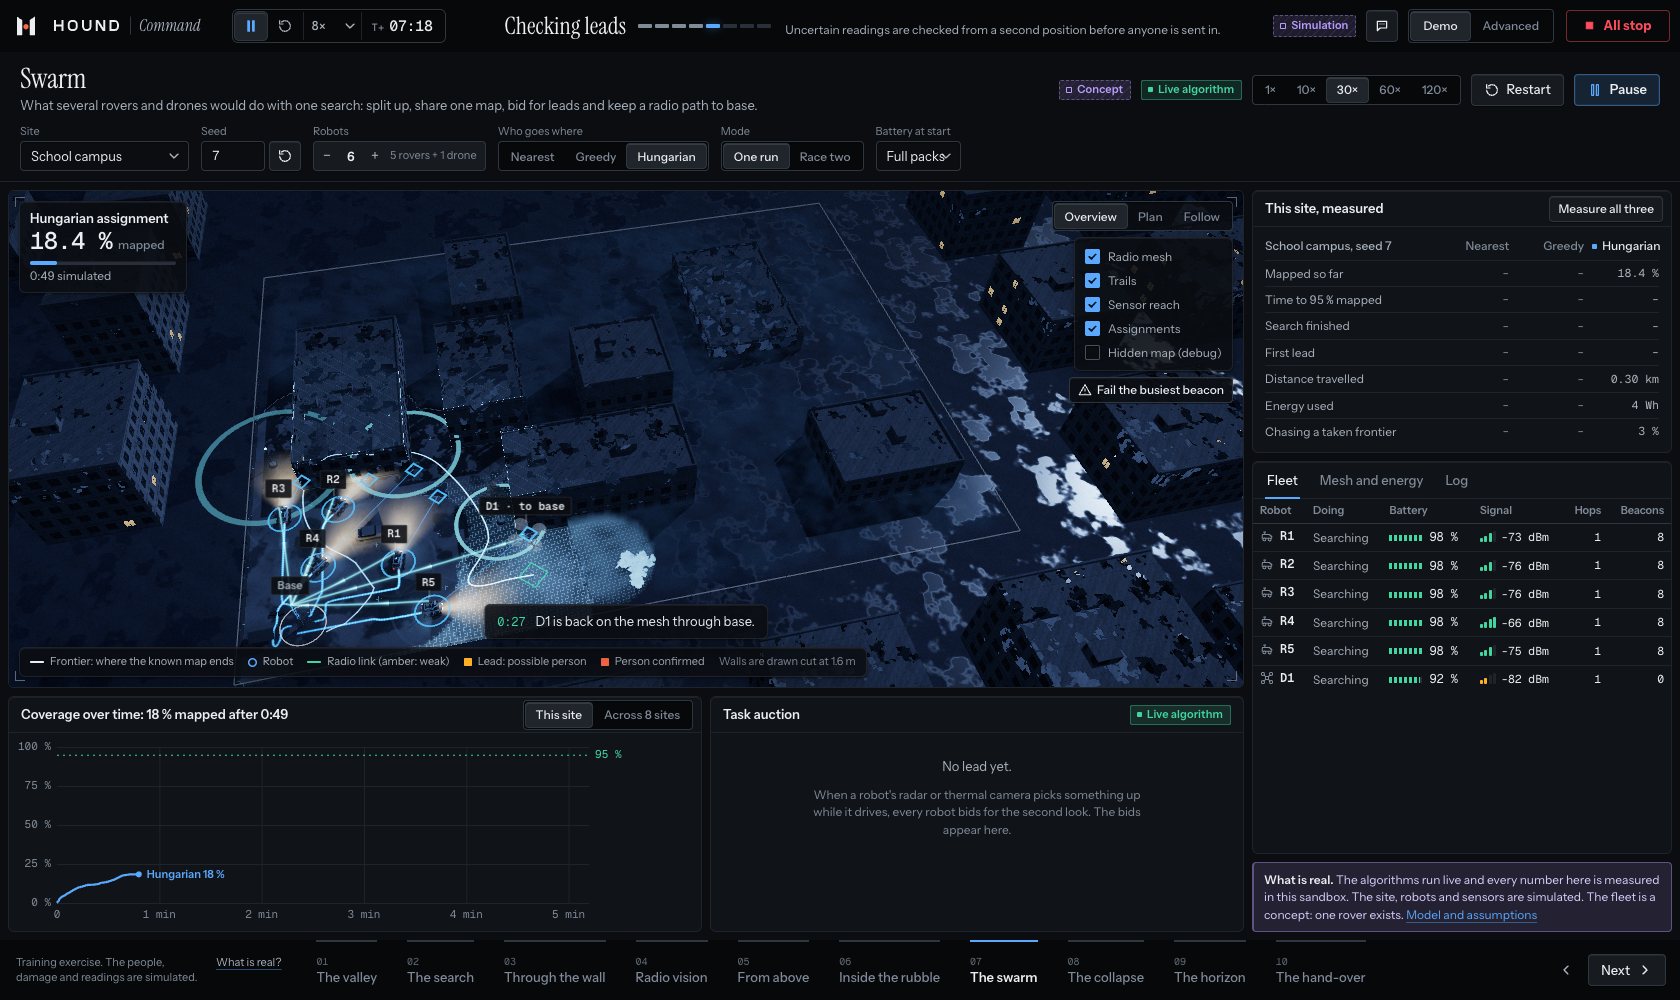 HOUND Command
8× T+ 07:18
Checking leads
Uncertain readings are checked from a second position before anyone is sent.
Simulation
Demo Advanced
All stop
Swarm
What several rovers and drones would do with one search: split up, share one map, bid for leads and keep a radio path to base.
Concept
Live algorithm
1× 10× 30× 60× 120×
Restart
Pause
Site Seed Robots Who goes where Mode Battery at start
School campus 7 − 6 + 5 rovers + 1 drone Nearest Greedy Hungarian One run Race two Full packs
Hungarian assignment
18.4 % mapped
0:49 simulated
Overview Plan Follow
Radio mesh
Trails
Sensor reach
Assignments
Hidden map (debug)
Fail the busiest beacon
R3
R2
D1 · to base
R4
R1
Base
R5
0:27 D1 is back on the mesh through base.
Frontier: where the known map ends Robot Radio link (amber: weak) Lead: possible person Person confirmed Walls are drawn cut at 1.6 m
This site, measured
Measure all three
School campus, seed 7 Nearest Greedy Hungarian
Mapped so far – – 18.4 %
Time to 95 % mapped – – –
Search finished – – –
First lead – – –
Distance travelled – – 0.30 km
Energy used – – 4 Wh
Chasing a taken frontier – – 3 %
Fleet Mesh and energy Log
Robot Doing Battery Signal Hops Beacons
R1 Searching 98 % -73 dBm 1 8
R2 Searching 98 % -76 dBm 1 8
R3 Searching 98 % -76 dBm 1 8
R4 Searching 98 % -66 dBm 1 8
R5 Searching 98 % -75 dBm 1 8
D1 Searching 92 % -82 dBm 1 0
Coverage over time: 18 % mapped after 0:49
This site Across 8 sites
100 %
95 %
75 %
50 %
25 %
Hungarian 18 %
0 %
0 1 min 2 min 3 min 4 min 5 min
Task auction
Live algorithm
No lead yet.
When a robot's radar or thermal camera picks something up
while it drives, every robot bids for the second look. The bids
appear here.
What is real. The algorithms run live and every number here is measured
in this sandbox. The site, robots and sensors are simulated. The fleet is a
concept: one rover exists. Model and assumptions
Training exercise. The people,
damage and readings are simulated.
What is real?
01 The valley
02 The search
03 Through the wall
04 Radio vision
05 From above
06 Inside the rubble
07 The swarm
08 The collapse
09 The horizon
10 The hand-over
Next